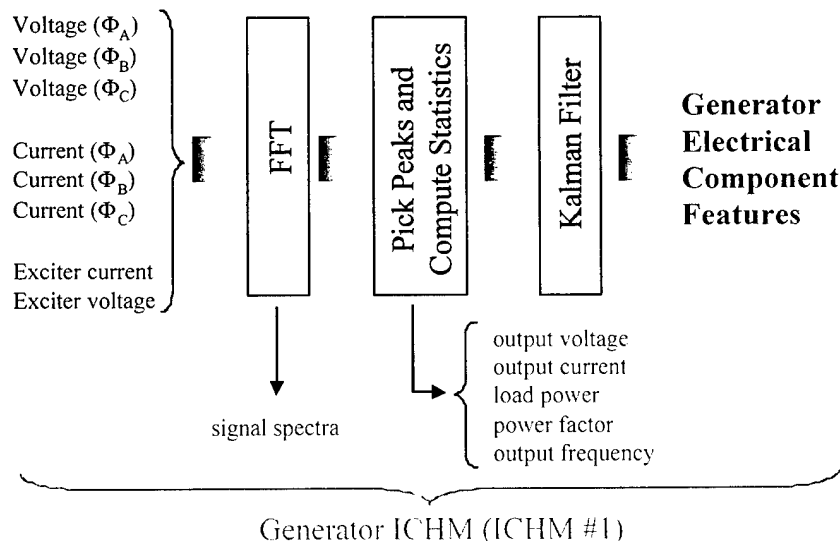 Voltage (Φ_A)
Voltage (Φ_B)
Voltage (Φ_C)
Current (Φ_A)
Current (Φ_B)
Current (Φ_C)
Exciter current
Exciter voltage
FFT
Pick Peaks and
Compute Statistics
Kalman Filter
Generator
Electrical
Component
Features
signal spectra
output voltage
output current
load power
power factor
output frequency
Generator ICHM (ICHM #1)